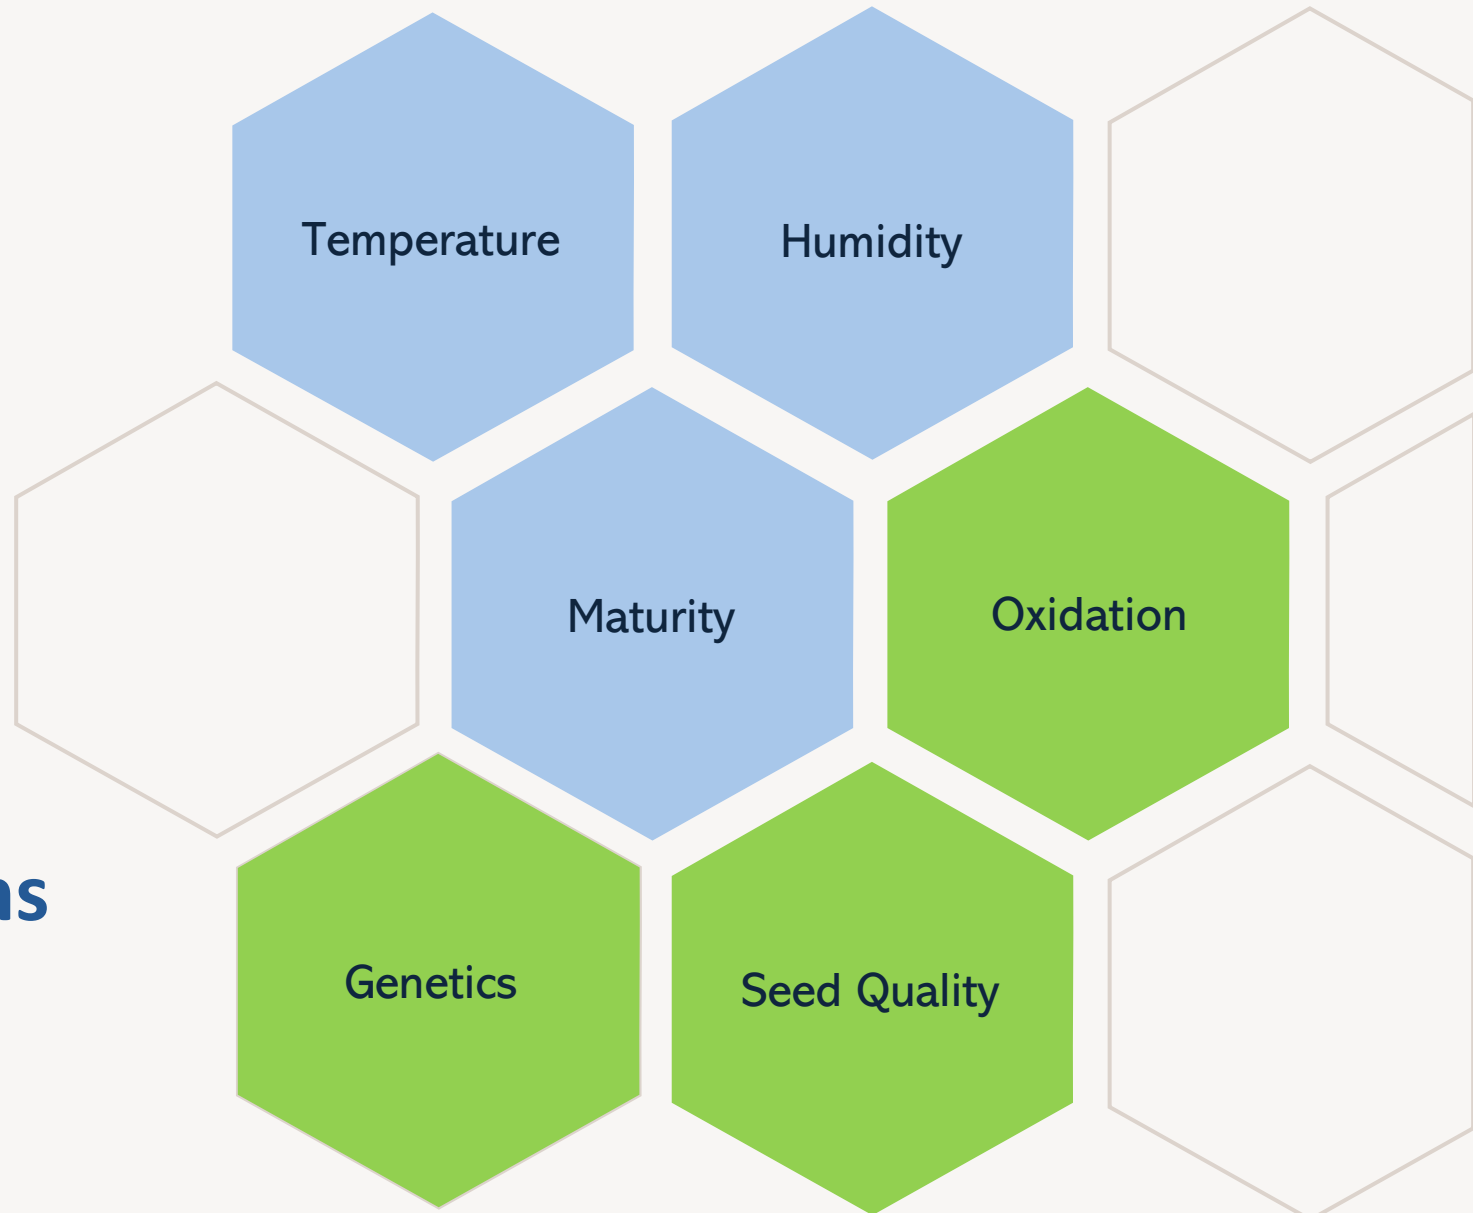 Temperature
Humidity
Maturity
Oxidation
Genetics
Seed Quality